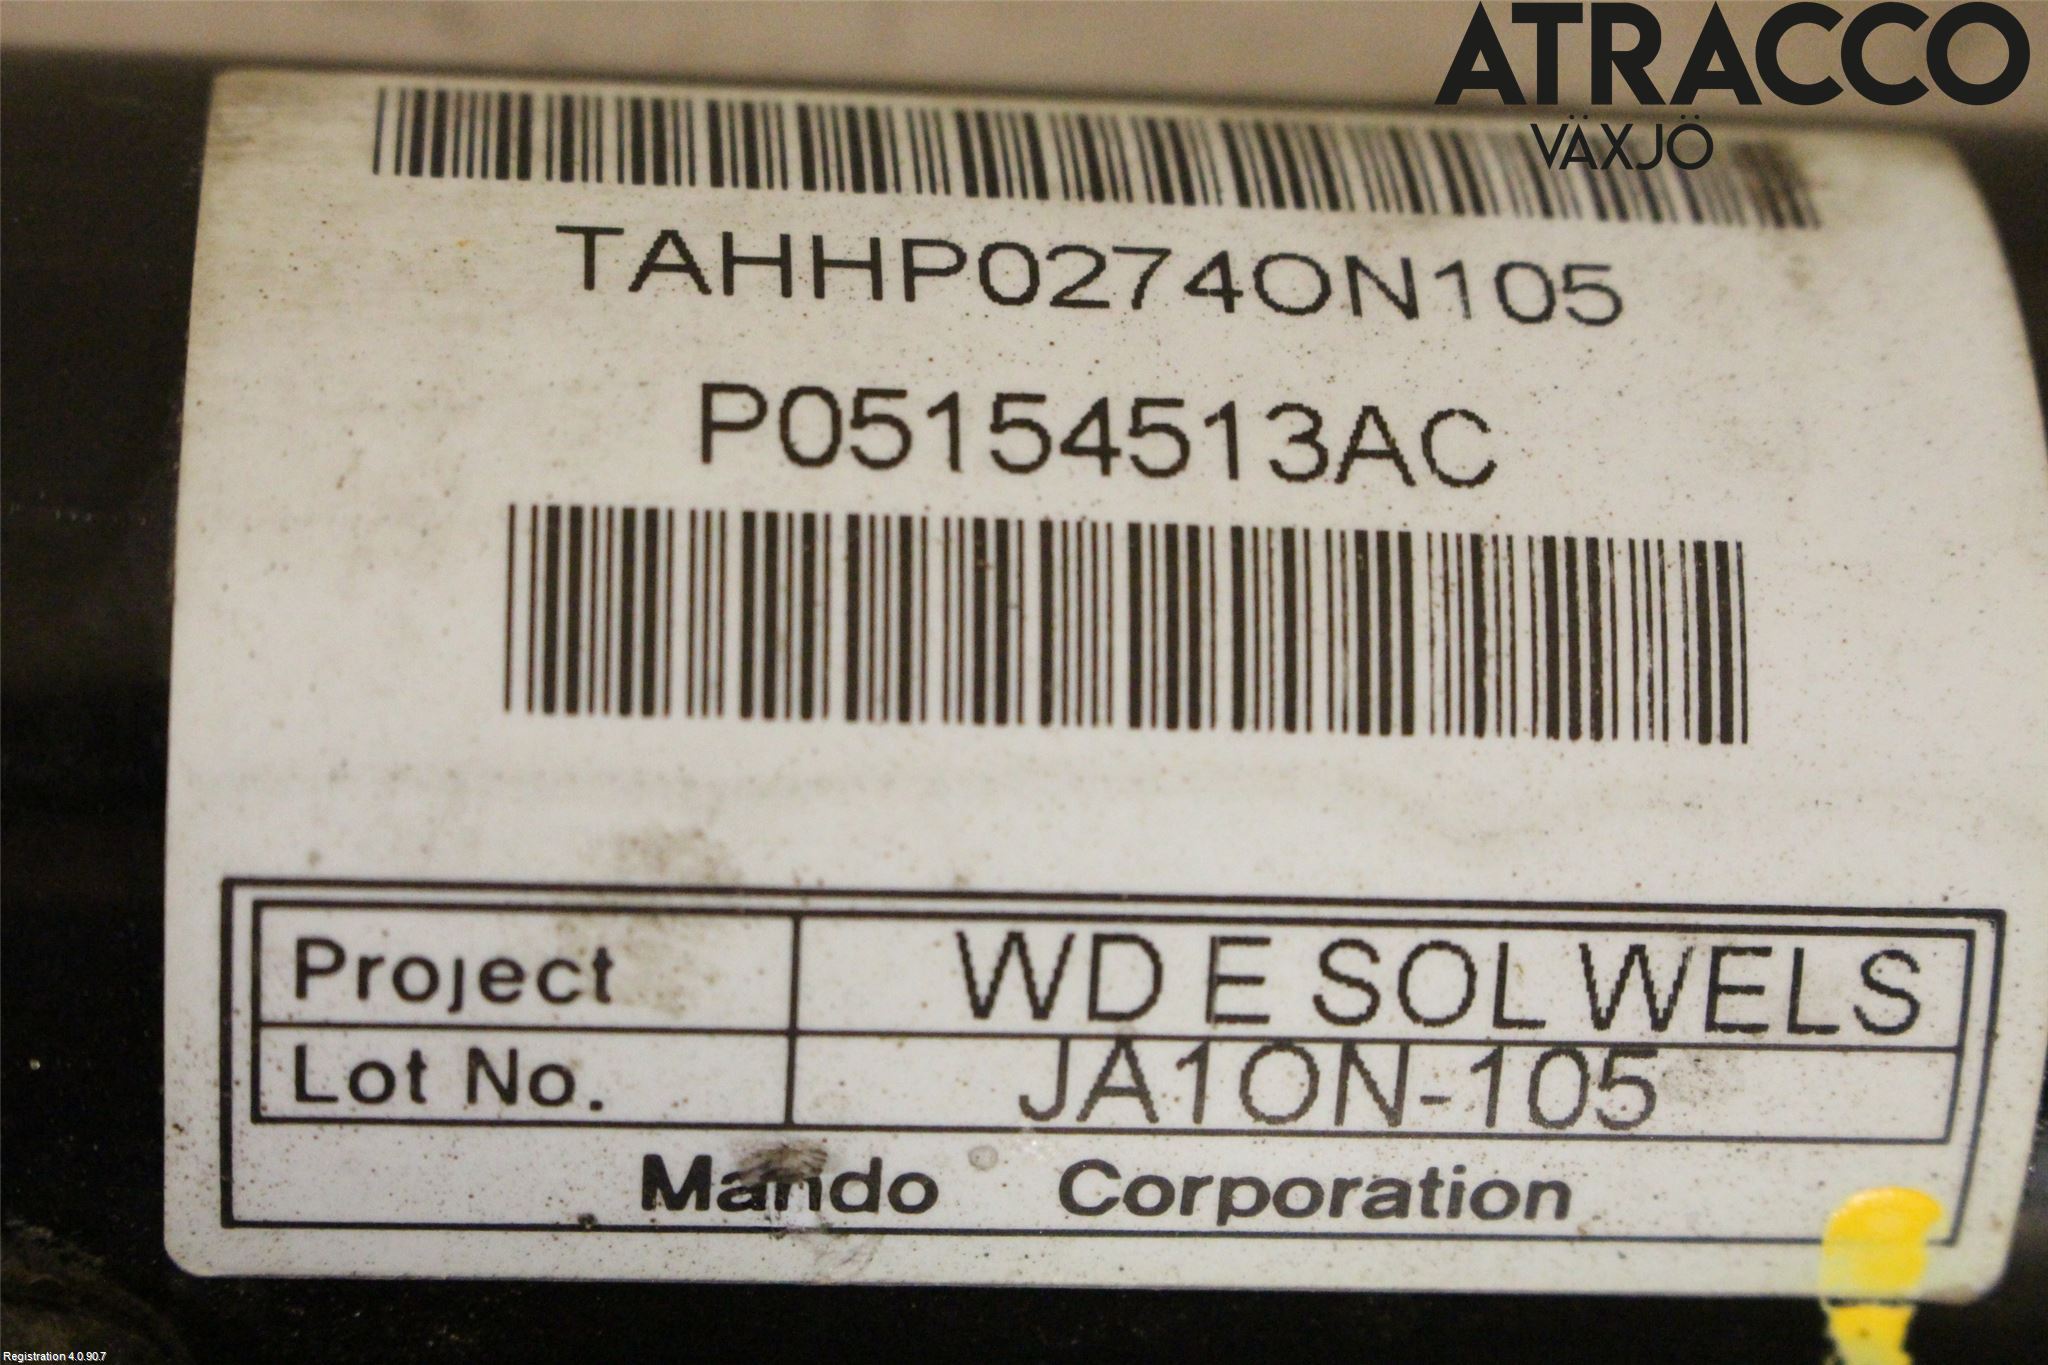 ATRACCO
VÄXJÖ
TAHHP0274ON105
P05154513AC
Project WD E SOL WELS
Lot No. JA1ON-105
Mando Corporation
Registration 4.0.90.7